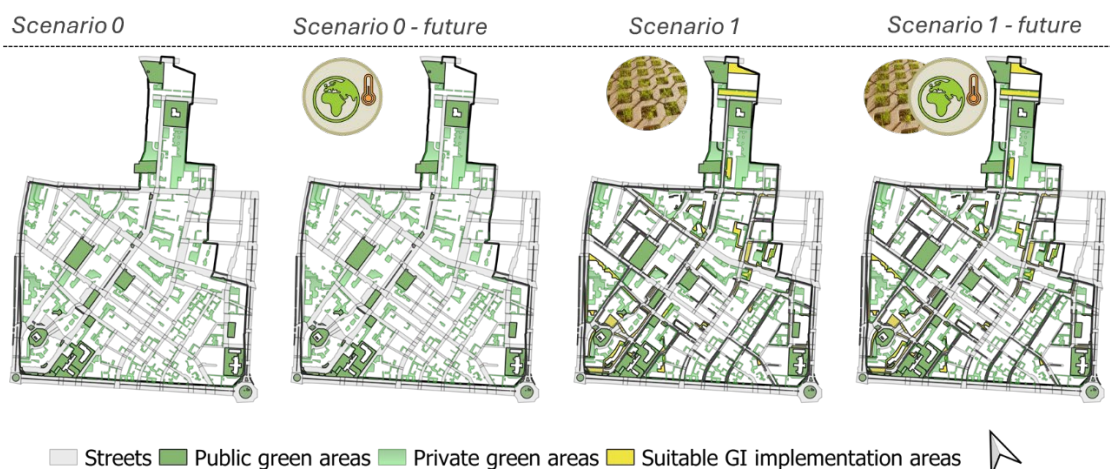 Scenario 0
Scenario 0 - future
Scenario 1
Scenario 1 - future
Streets
Public green areas
Private green areas
Suitable GI implementation areas